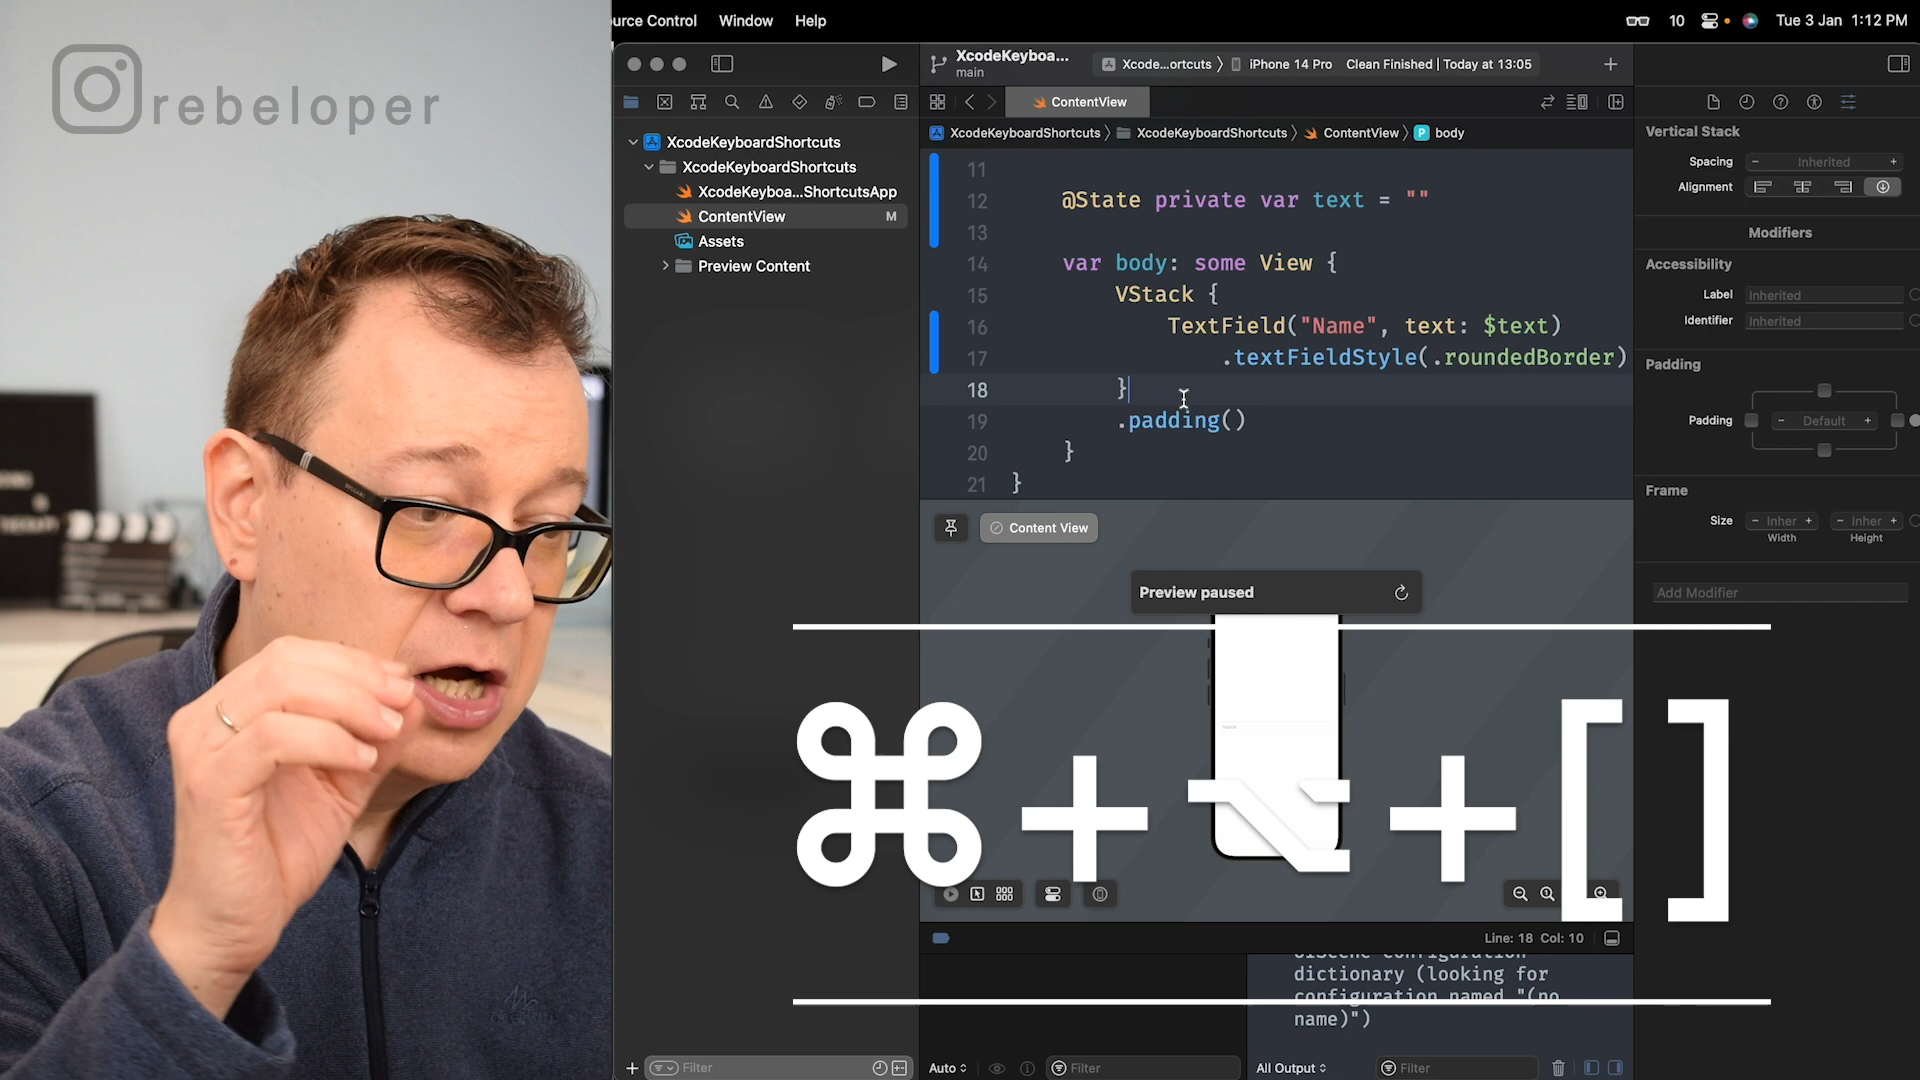 rebeloper
urce Control Window Help
10 Tue 3 Jan 1:12 PM
XcodeKeyboa...
main
Xcode...ortcuts 〉 iPhone 14 Pro Clean Finished | Today at 13:05
ContentView
XcodeKeyboardShortcuts 〉 XcodeKeyboardShortcuts 〉 ContentView 〉 P body
XcodeKeyboardShortcuts
XcodeKeyboardShortcuts
XcodeKeyboa...ShortcutsApp
ContentView M
Assets
Preview Content
11
12 @State private var text = ""
13
14 var body: some View {
15 VStack {
16 TextField("Name", text: $text)
17 .textFieldStyle(.roundedBorder)
18 }
19 .padding()
20 }
21 }
Content View
Preview paused
⌘+⌥+[ ]
Line: 18 Col: 10
dictionary (looking for
configuration named "(no
name)")
Filter
Auto
Filter
All Output
Filter
Vertical Stack
Spacing - Inherited +
Alignment
Modifiers
Accessibility
Label Inherited
Identifier Inherited
Padding
Padding - Default +
Frame
Size - Inher + - Inher +
Width Height
Add Modifier